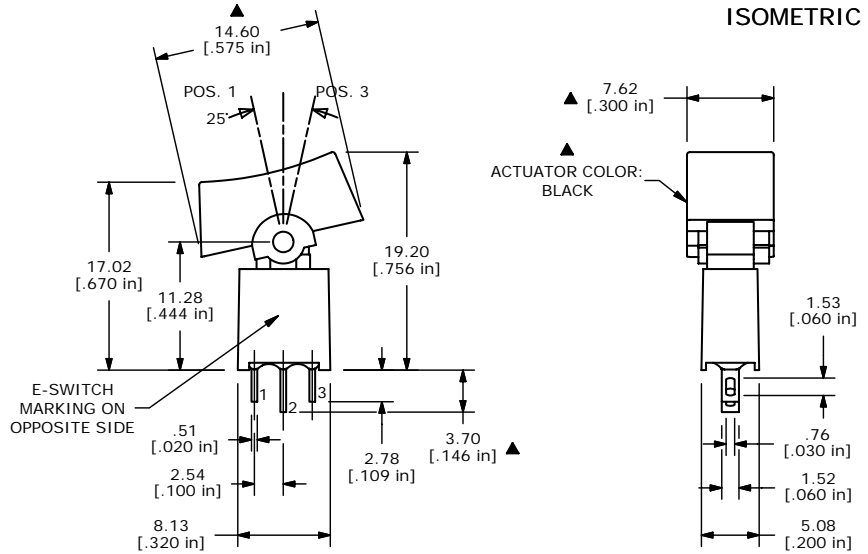 ISOMETRIC
▲
14.60
[.575 in]
POS. 1
POS. 3
25°
17.02
[.670 in]
11.28
[.444 in]
19.20
[.756 in]
E-SWITCH
MARKING ON
OPPOSITE SIDE
1
2
3
.51
[.020 in]
2.54
[.100 in]
8.13
[.320 in]
2.78
[.109 in]
3.70
[.146 in] ▲
▲ 7.62
[.300 in]
▲
ACTUATOR COLOR:
BLACK
1.53
[.060 in]
.76
[.030 in]
1.52
[.060 in]
5.08
[.200 in]